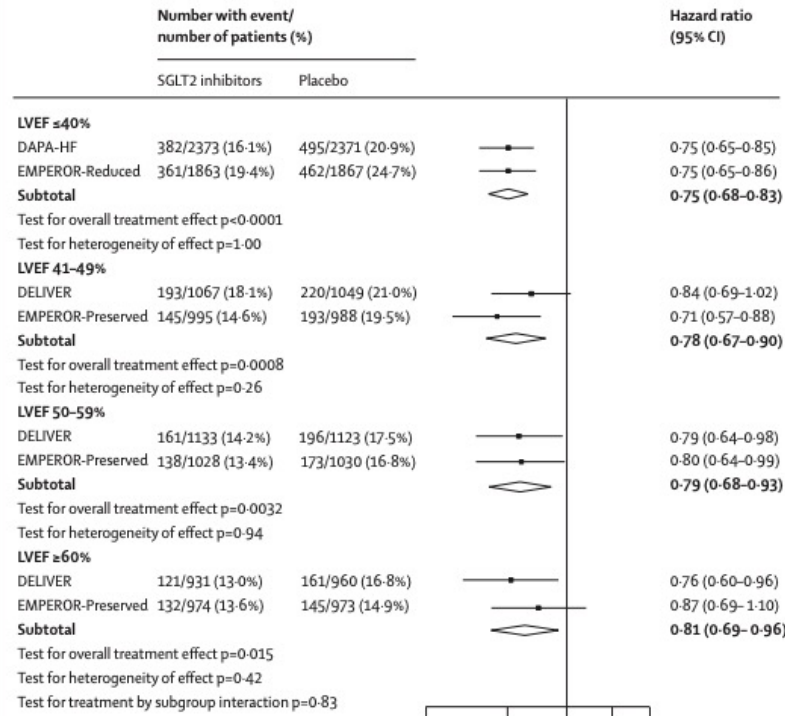 Number with event/ Hazard ratio
number of patients (%) (95% CI)
SGLT2 inhibitors Placebo
LVEF ≤40%
DAPA-HF 382/2373 (16·1%) 495/2371 (20·9%) 0·75 (0·65–0·85)
EMPEROR-Reduced 361/1863 (19·4%) 462/1867 (24·7%) 0·75 (0·65–0·86)
Subtotal 0·75 (0·68–0·83)
Test for overall treatment effect p<0·0001
Test for heterogeneity of effect p=1·00
LVEF 41–49%
DELIVER 193/1067 (18·1%) 220/1049 (21·0%) 0·84 (0·69–1·02)
EMPEROR-Preserved 145/995 (14·6%) 193/988 (19·5%) 0·71 (0·57–0·88)
Subtotal 0·78 (0·67–0·90)
Test for overall treatment effect p=0·0008
Test for heterogeneity of effect p=0·26
LVEF 50–59%
DELIVER 161/1133 (14·2%) 196/1123 (17·5%) 0·79 (0·64–0·98)
EMPEROR-Preserved 138/1028 (13·4%) 173/1030 (16·8%) 0·80 (0·64–0·99)
Subtotal 0·79 (0·68–0·93)
Test for overall treatment effect p=0·0032
Test for heterogeneity of effect p=0·94
LVEF ≥60%
DELIVER 121/931 (13·0%) 161/960 (16·8%) 0·76 (0·60–0·96)
EMPEROR-Preserved 132/974 (13·6%) 145/973 (14·9%) 0·87 (0·69– 1·10)
Subtotal 0·81 (0·69– 0·96)
Test for overall treatment effect p=0·015
Test for heterogeneity of effect p=0·42
Test for treatment by subgroup interaction p=0·83